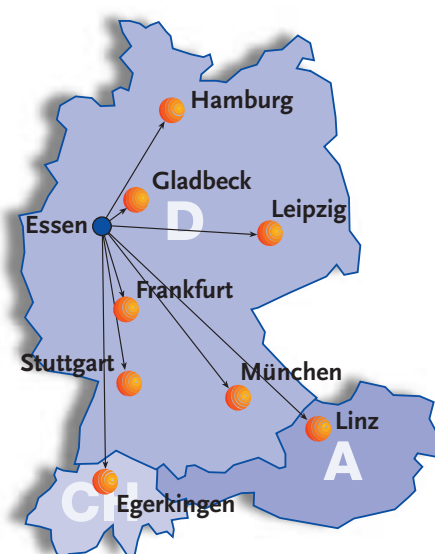 Hamburg
Gladbeck
Leipzig
Essen
D
Frankfurt
Stuttgart
München
Linz
A
CH
Egerkingen